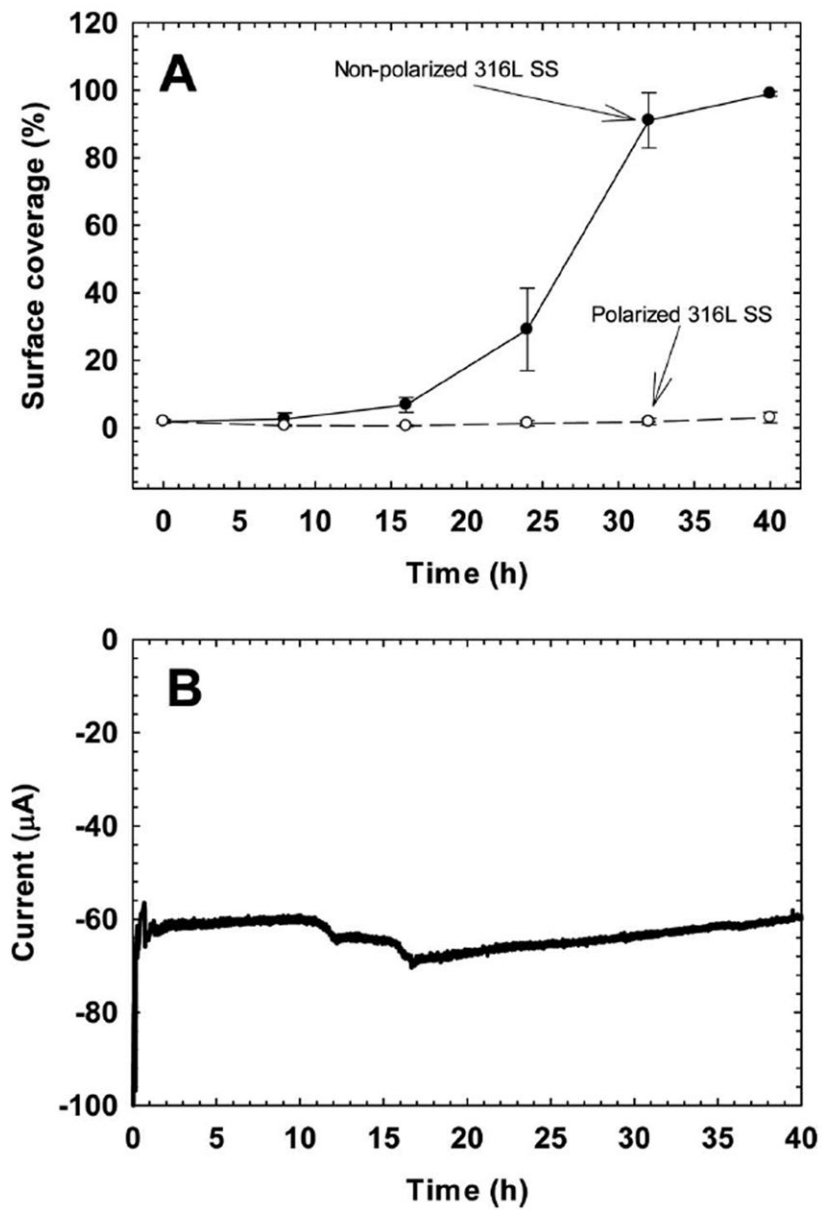 120
A
Non-polarized 316L SS
100
80
60
40
Polarized 316L SS
20
0
Surface coverage (%)
0 5 10 15 20 25 30 35 40
Time (h)
0
B
-20
-40
-60
-80
-100
Current (μA)
0 5 10 15 20 25 30 35 40
Time (h)